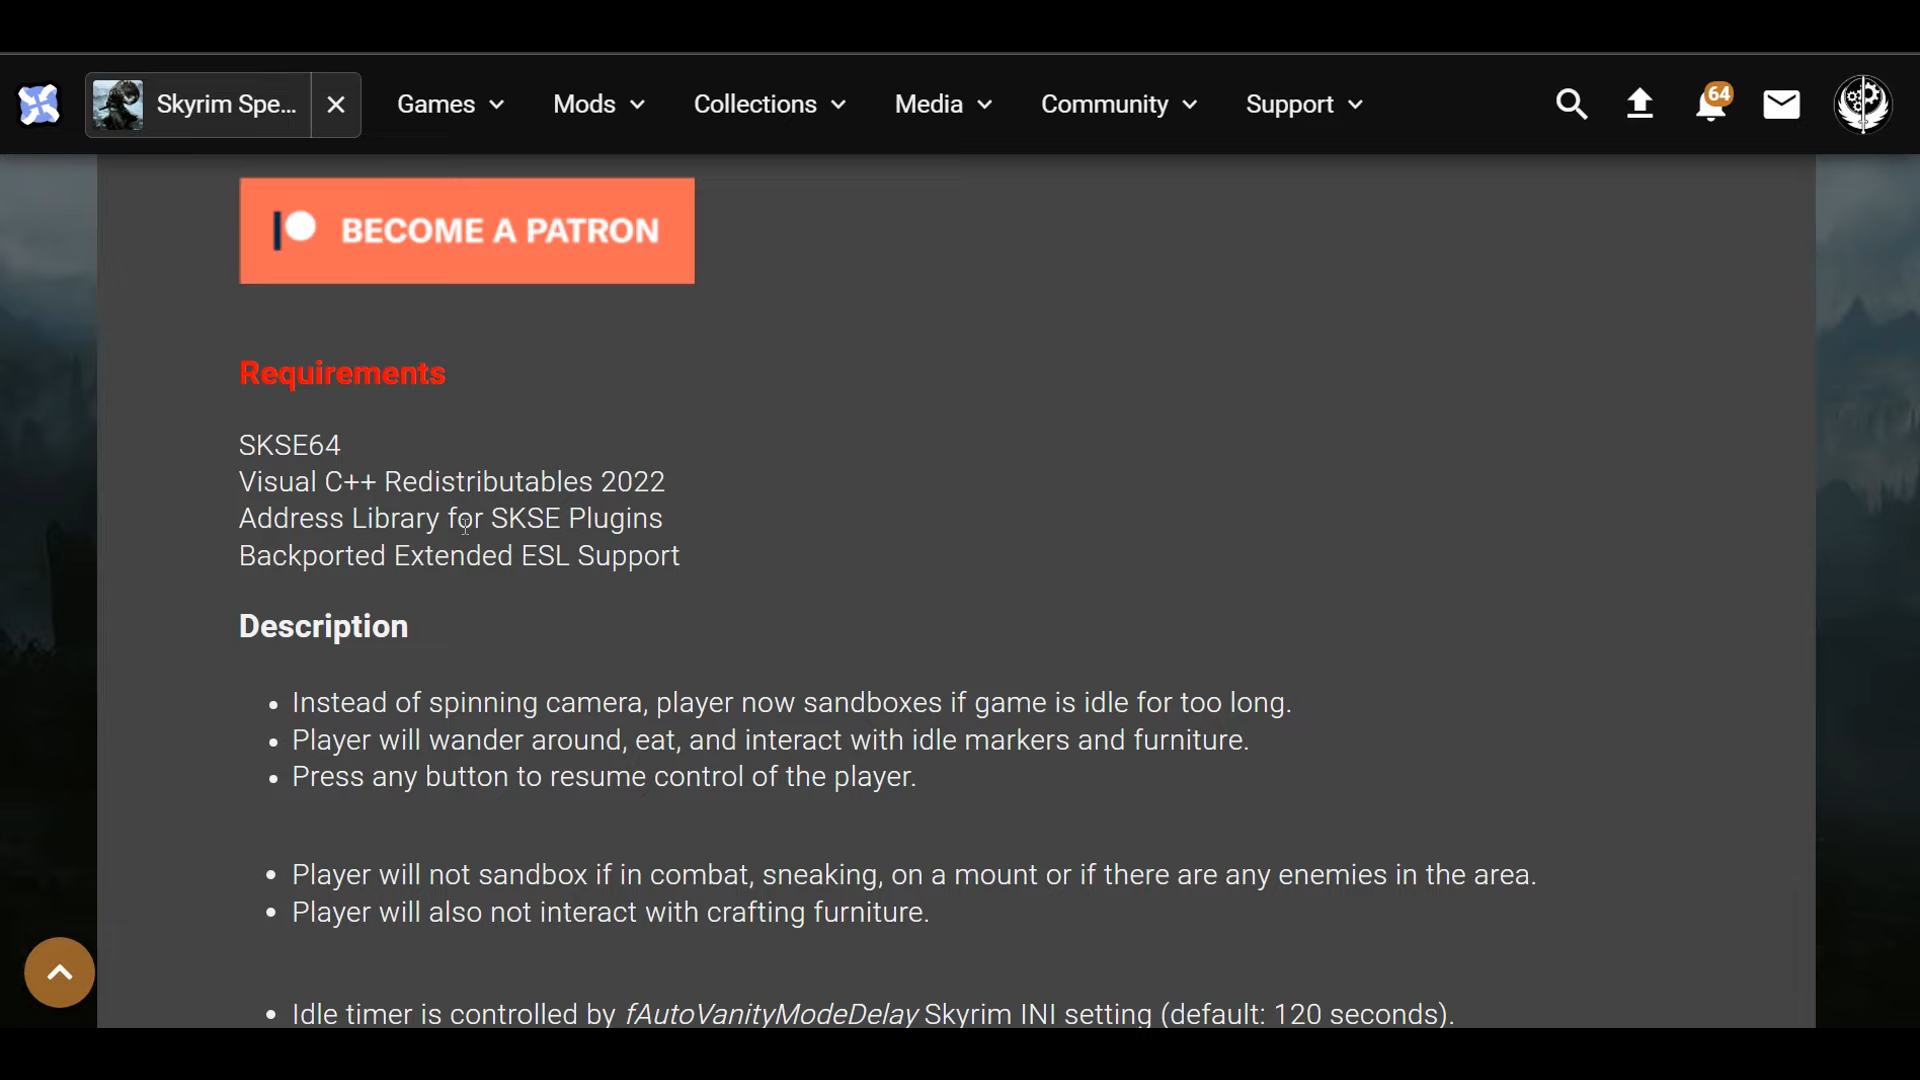 Skyrim Spe...
Games
Mods
Collections
Media
Community
Support
64
BECOME A PATRON
Requirements
SKSE64
Visual C++ Redistributables 2022
Address Library for SKSE Plugins
Backported Extended ESL Support
Description
• Instead of spinning camera, player now sandboxes if game is idle for too long.
• Player will wander around, eat, and interact with idle markers and furniture.
• Press any button to resume control of the player.
• Player will not sandbox if in combat, sneaking, on a mount or if there are any enemies in the area.
• Player will also not interact with crafting furniture.
• Idle timer is controlled by fAutoVanityModeDelay Skyrim INI setting (default: 120 seconds).